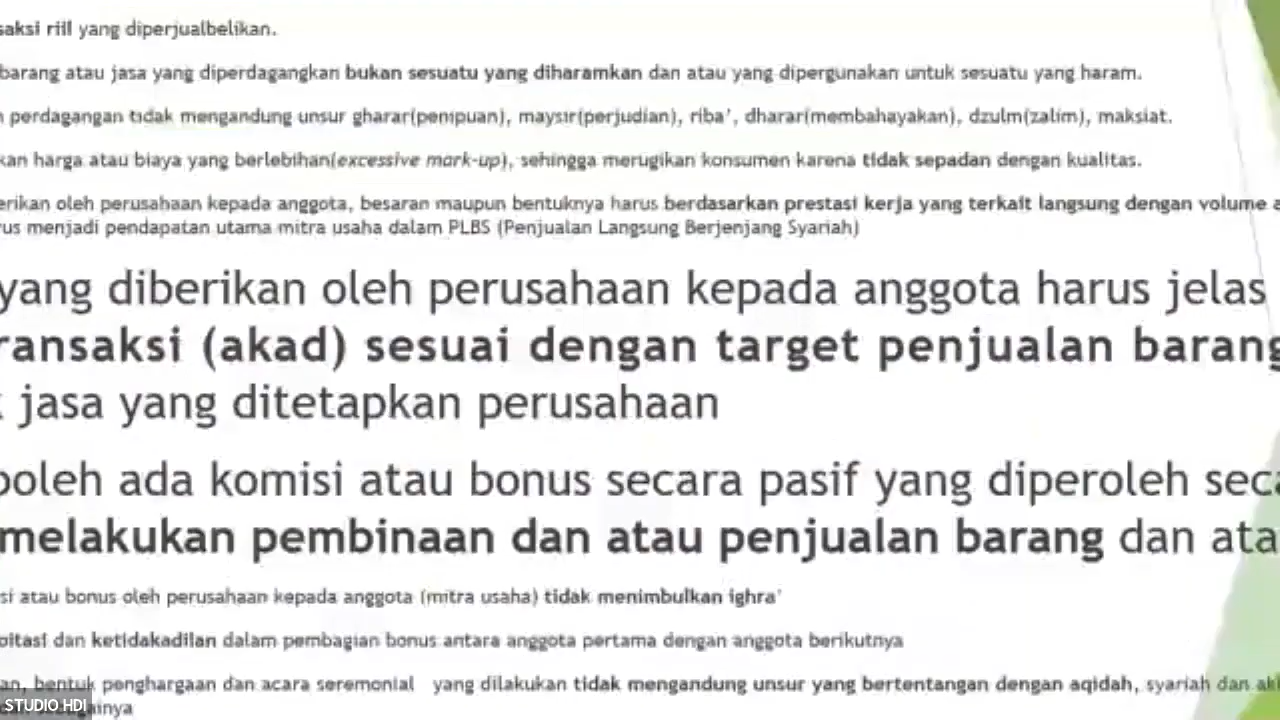 saksi riil yang diperjualbelikan.
barang atau jasa yang diperdagangkan bukan sesuatu yang diharamkan dan atau yang dipergunakan untuk sesuatu yang haram.
perdagangan tidak mengandung unsur gharar(penipuan), maysir(perjudian), riba', dharar(membahayakan), dzulm(zalim), maksiat.
kan harga atau biaya yang berlebihan(excessive mark-up), sehingga merugikan konsumen karena tidak sepadan dengan kualitas.
erikan oleh perusahaan kepada anggota, besaran maupun bentuknya harus berdasarkan prestasi kerja yang terkait langsung dengan volume a
rus menjadi pendapatan utama mitra usaha dalam PLBS (Penjualan Langsung Berjenjang Syariah)
yang diberikan oleh perusahaan kepada anggota harus jelas
ransaksi (akad) sesuai dengan target penjualan barang
k jasa yang ditetapkan perusahaan
boleh ada komisi atau bonus secara pasif yang diperoleh seca
melakukan pembinaan dan atau penjualan barang dan ata
si atau bonus oleh perusahaan kepada anggota (mitra usaha) tidak menimbulkan ighra'
oitasi dan ketidakadilan dalam pembagian bonus antara anggota pertama dengan anggota berikutnya
an, bentuk penghargaan dan acara seremonial yang dilakukan tidak mengandung unsur yang bertentangan dengan aqidah, syariah dan akh
STUDIO HDI